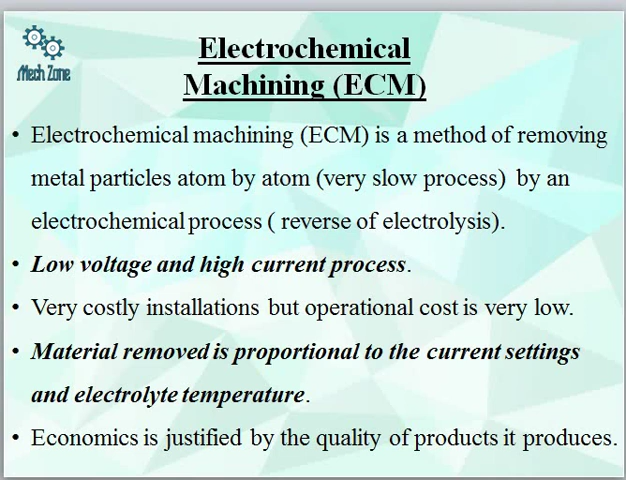 Mech Zone
Electrochemical
Machining (ECM)
• Electrochemical machining (ECM) is a method of removing
metal particles atom by atom (very slow process) by an
electrochemical process ( reverse of electrolysis).
• Low voltage and high current process.
• Very costly installations but operational cost is very low.
• Material removed is proportional to the current settings
and electrolyte temperature.
• Economics is justified by the quality of products it produces.